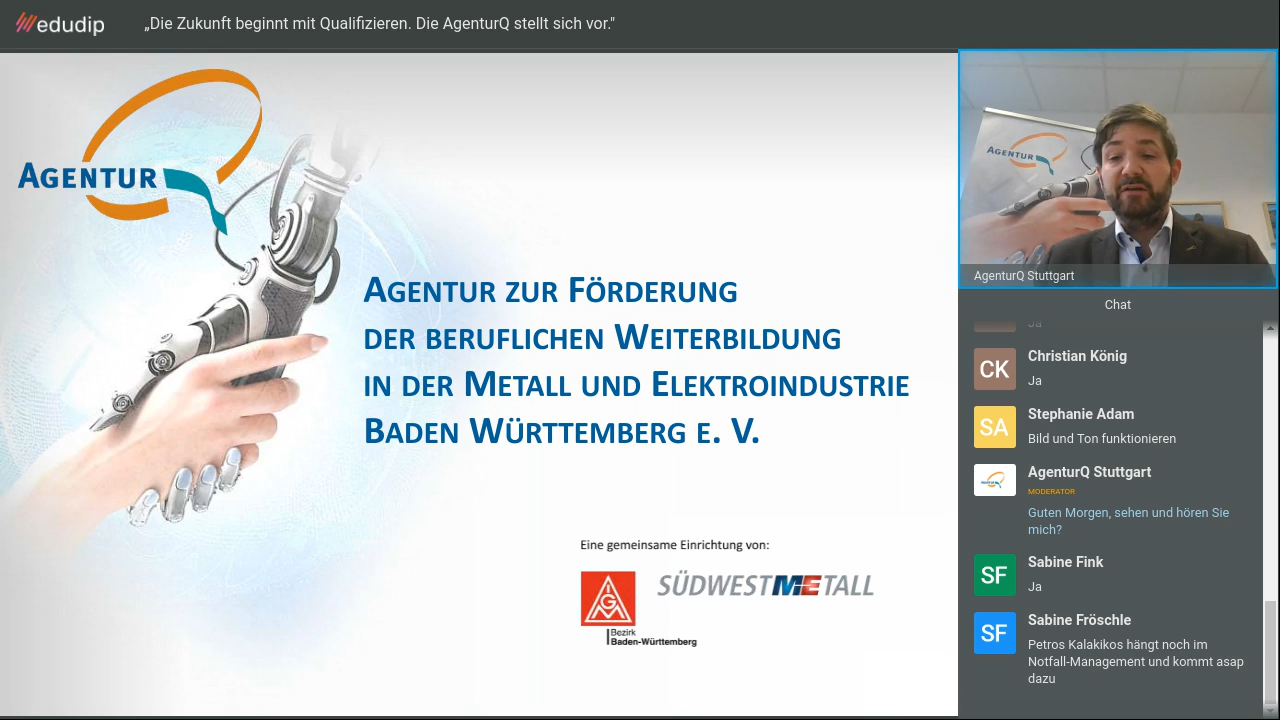 edudip
„Die Zukunft beginnt mit Qualifizieren. Die AgenturQ stellt sich vor."
AGENTUR
AGENTUR ZUR FÖRDERUNG
DER BERUFLICHEN WEITERBILDUNG
IN DER METALL UND ELEKTROINDUSTRIE
BADEN WÜRTTEMBERG E. V.
Eine gemeinsame Einrichtung von:
IGM
SÜDWESTMETALL
Bezirk
Baden-Württemberg
AGENTUR
AgenturQ Stuttgart
Chat
Ja
CK
Christian König
Ja
SA
Stephanie Adam
Bild und Ton funktionieren
AgenturQ Stuttgart
MODERATOR
Guten Morgen, sehen und hören Sie
mich?
SF
Sabine Fink
Ja
SF
Sabine Fröschle
Petros Kalakikos hängt noch im
Notfall-Management und kommt asap
dazu